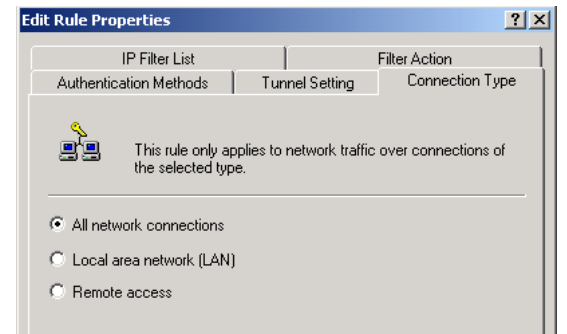 Edit Rule Properties
? X
IP Filter List
Filter Action
Authentication Methods
Tunnel Setting
Connection Type
This rule only applies to network traffic over connections of
the selected type.
All network connections
Local area network (LAN)
Remote access